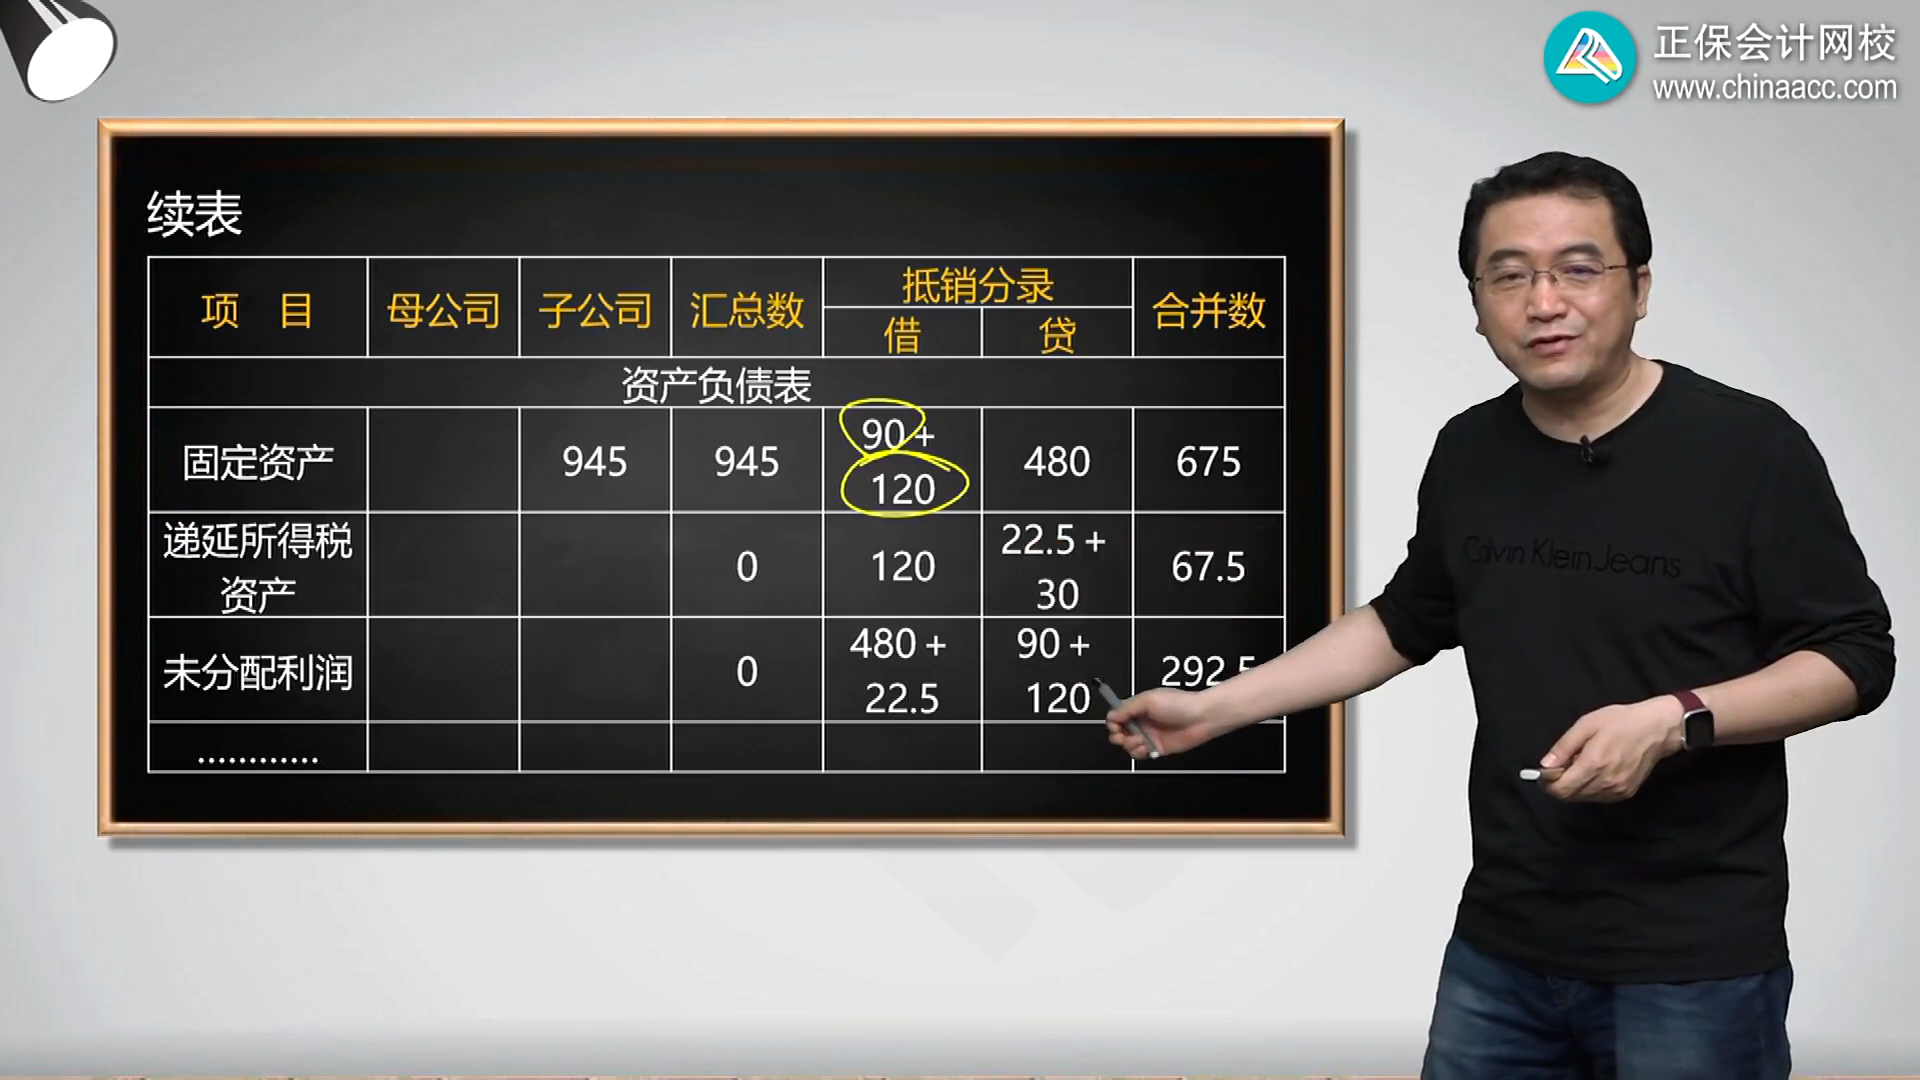 正保会计网校
www.chinaacc.com
续表
项 目 母公司 子公司 汇总数 抵销分录 合并数
借 贷
资产负债表
固定资产 945 945 90+ 120 480 675
递延所得税资产 0 120 22.5+ 30 67.5
未分配利润 0 480+ 22.5 90+ 120 292.5
…………
Calvin Klein Jeans